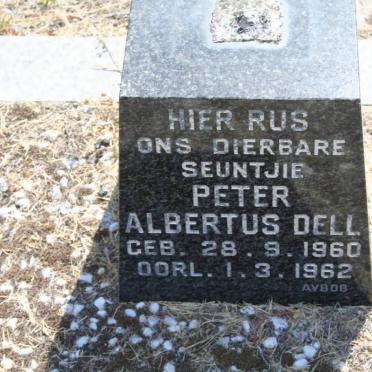 HIER RUS
ONS DIERBARE
SEUNTJIE
PETER
ALBERTUS DELL
GEB. 28. 9. 1960
OORL. 1. 3. 1962
AVBOB